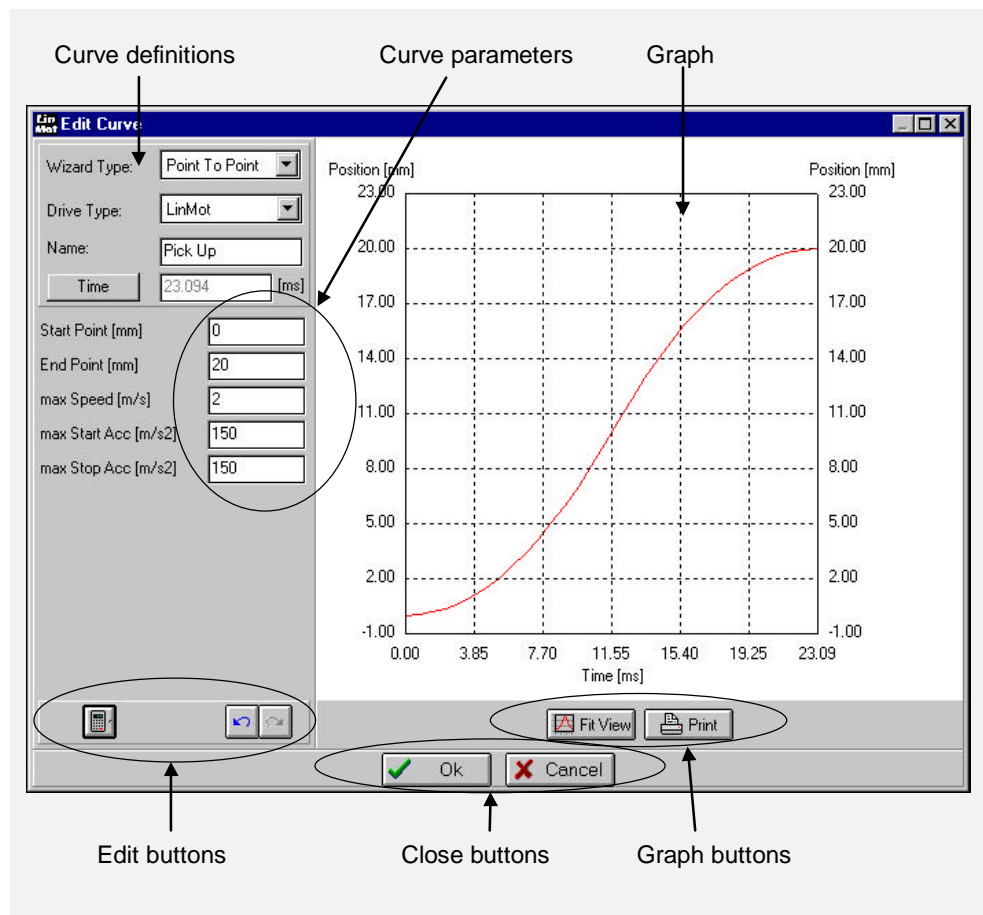 Curve definitions
Curve parameters
Graph
Lin Mot Edit Curve
Wizard Type: Point To Point
Drive Type: LinMot
Name: Pick Up
Time 23.094 [ms]
Start Point [mm] 0
End Point [mm] 20
max Speed [m/s] 2
max Start Acc [m/s2] 150
max Stop Acc [m/s2] 150
Position [mm] Position [mm]
23.00 23.00
20.00 20.00
17.00 17.00
14.00 14.00
11.00 11.00
8.00 8.00
5.00 5.00
2.00 2.00
-1.00 -1.00
0.00 3.85 7.70 11.55 15.40 19.25 23.09
Time [ms]
Fit View Print
Ok Cancel
Edit buttons
Close buttons
Graph buttons